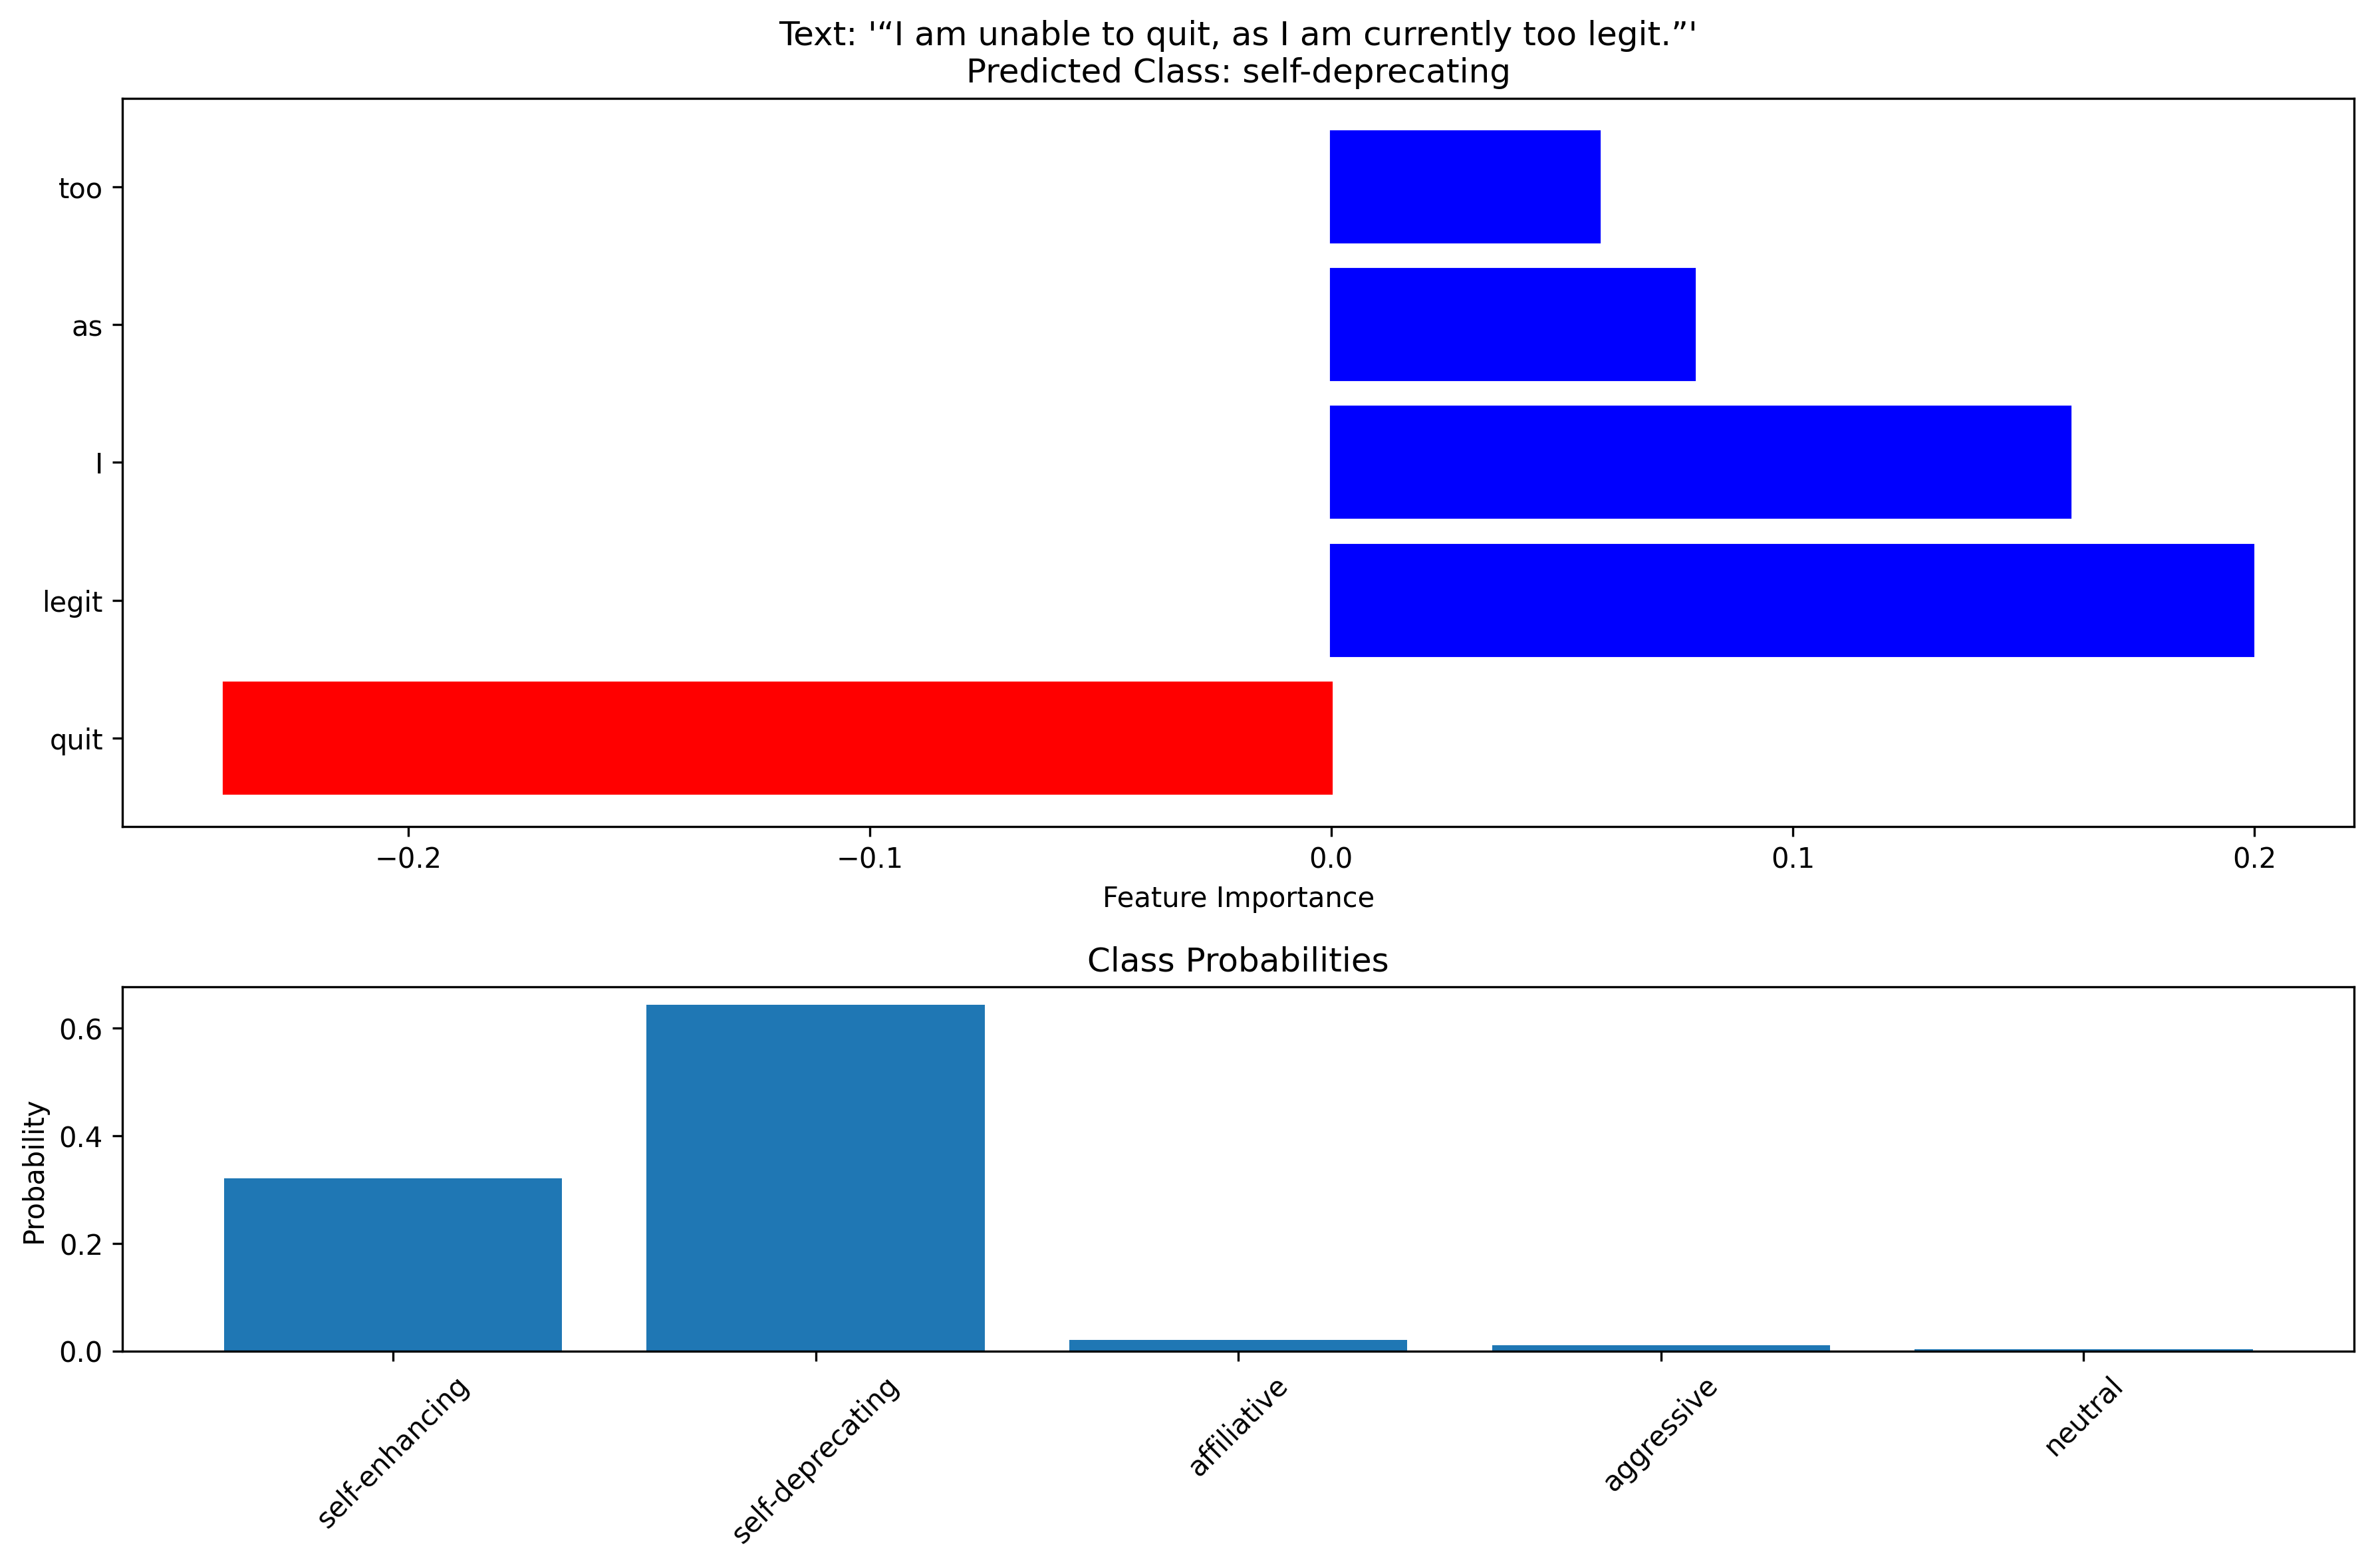 Text: '“I am unable to quit, as I am currently too legit.”'
Predicted Class: self-deprecating
too
as
I
legit
quit
−0.2
−0.1
0.0
0.1
0.2
Feature Importance
Class Probabilities
Probability
0.6
0.4
0.2
0.0
self-enhancing
self-deprecating
affiliative
aggressive
neutral